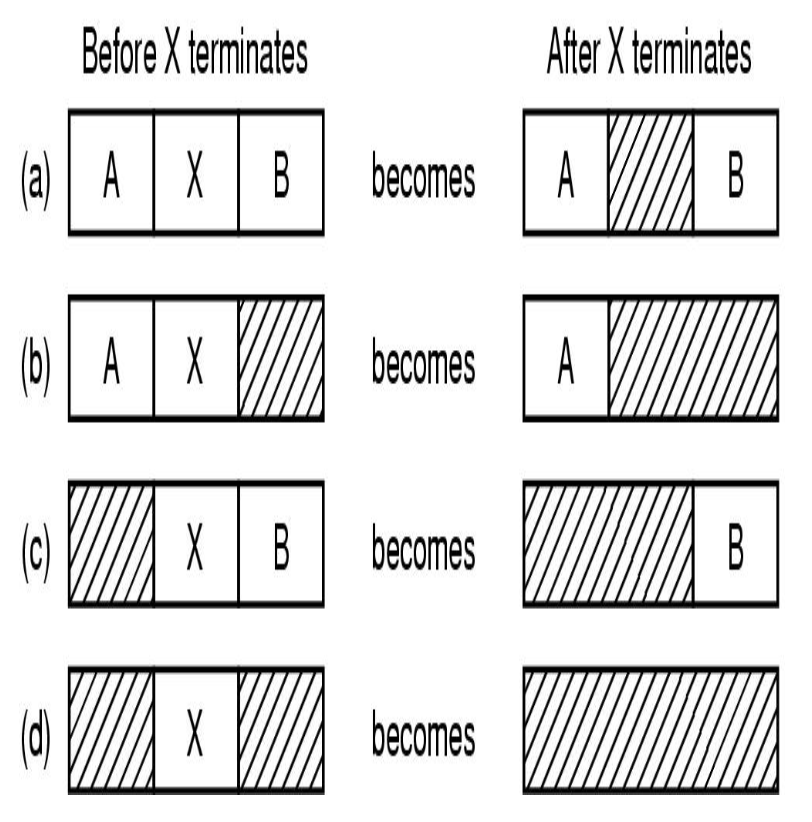 Before X terminates After X terminates
(a) A X B becomes A B
(b) A X becomes A
(c) X B becomes B
(d) X becomes